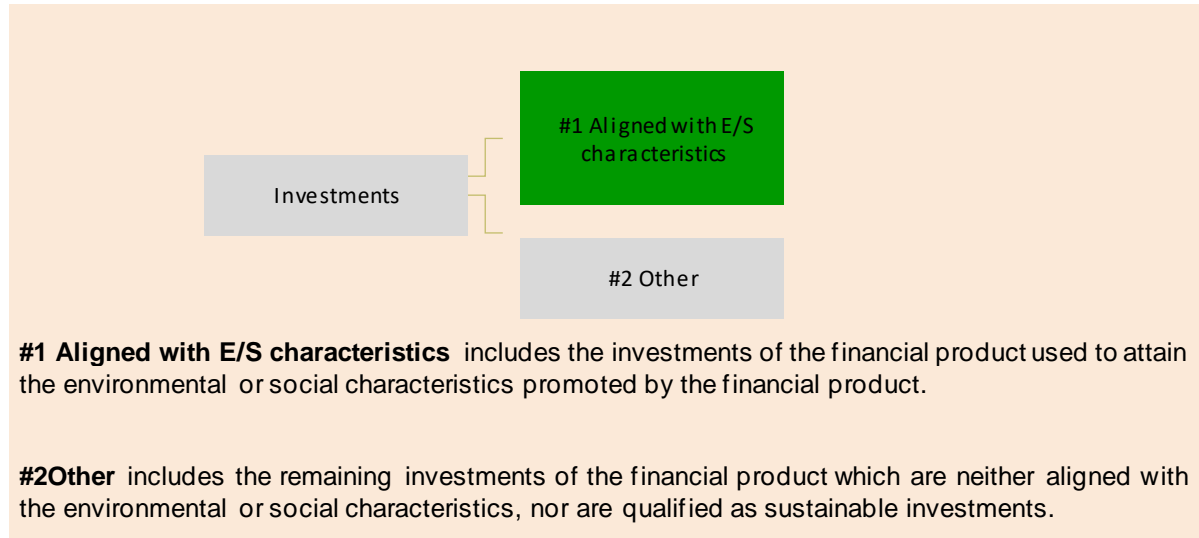 #1 Aligned with E/S
characteristics
Investments
#2 Other
#1 Aligned with E/S characteristics includes the investments of the financial product used to attain
the environmental or social characteristics promoted by the financial product.
#2Other includes the remaining investments of the financial product which are neither aligned with
the environmental or social characteristics, nor are qualified as sustainable investments.